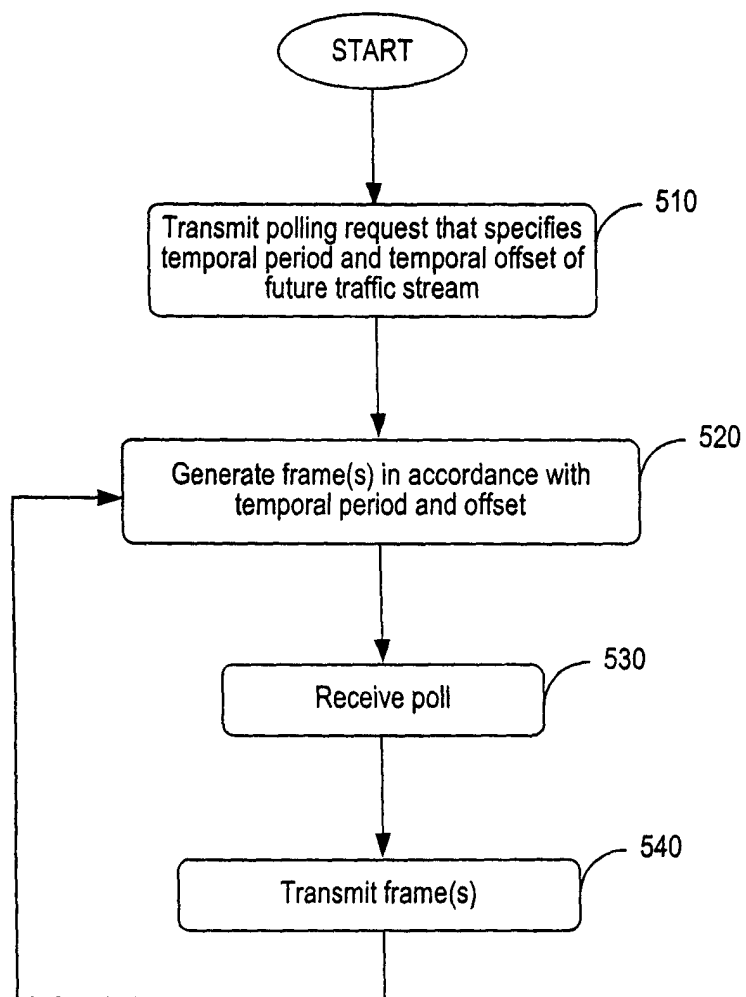 START
510
Transmit polling request that specifies
temporal period and temporal offset of
future traffic stream
520
Generate frame(s) in accordance with
temporal period and offset
530
Receive poll
540
Transmit frame(s)